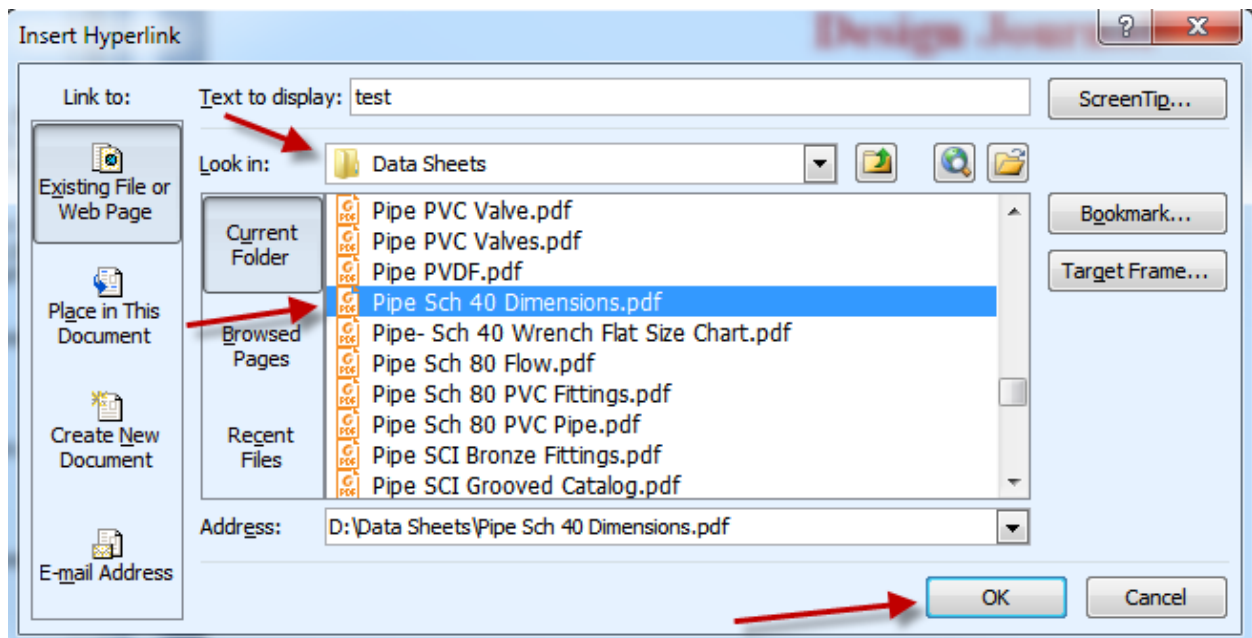 Insert Hyperlink
Design Jour
Link to:
Text to display: test
ScreenTip...
Existing File or
Web Page
Look in: Data Sheets
Place in This
Document
Create New
Document
E-mail Address
Current
Folder
Browsed
Pages
Recent
Files
Pipe PVC Valve.pdf
Pipe PVC Valves.pdf
Pipe PVDF.pdf
Pipe Sch 40 Dimensions.pdf
Pipe- Sch 40 Wrench Flat Size Chart.pdf
Pipe Sch 80 Flow.pdf
Pipe Sch 80 PVC Fittings.pdf
Pipe Sch 80 PVC Pipe.pdf
Pipe SCI Bronze Fittings.pdf
Pipe SCI Grooved Catalog.pdf
Bookmark...
Target Frame...
Address: D:\Data Sheets\Pipe Sch 40 Dimensions.pdf
OK
Cancel